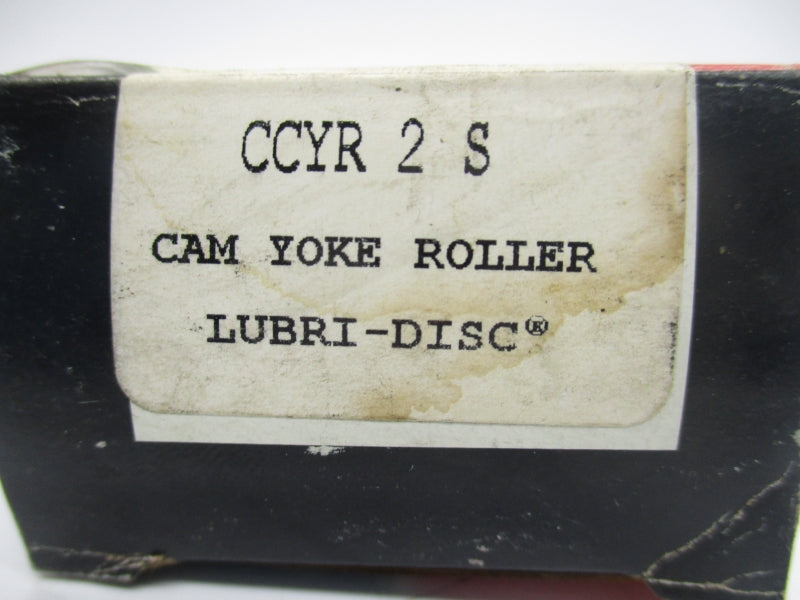 CCYR 2 S
CAM YOKE ROLLER
LUBRI-DISC®